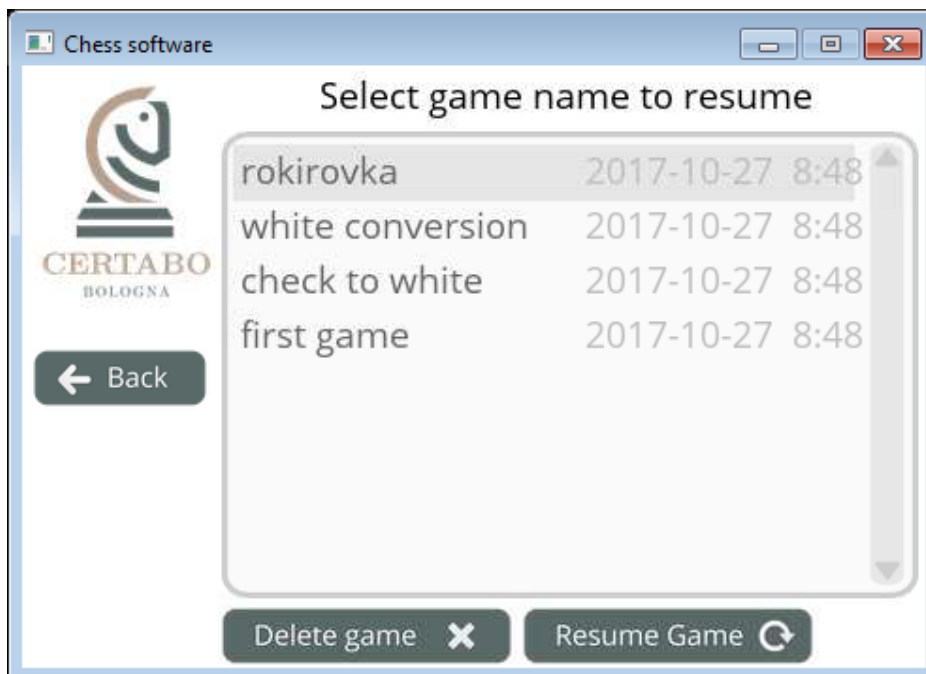 Chess software
Select game name to resume
rokirovka 2017-10-27 8:48
white conversion 2017-10-27 8:48
check to white 2017-10-27 8:48
first game 2017-10-27 8:48
CERTABO
BOLOGNA
Back
Delete game
Resume Game